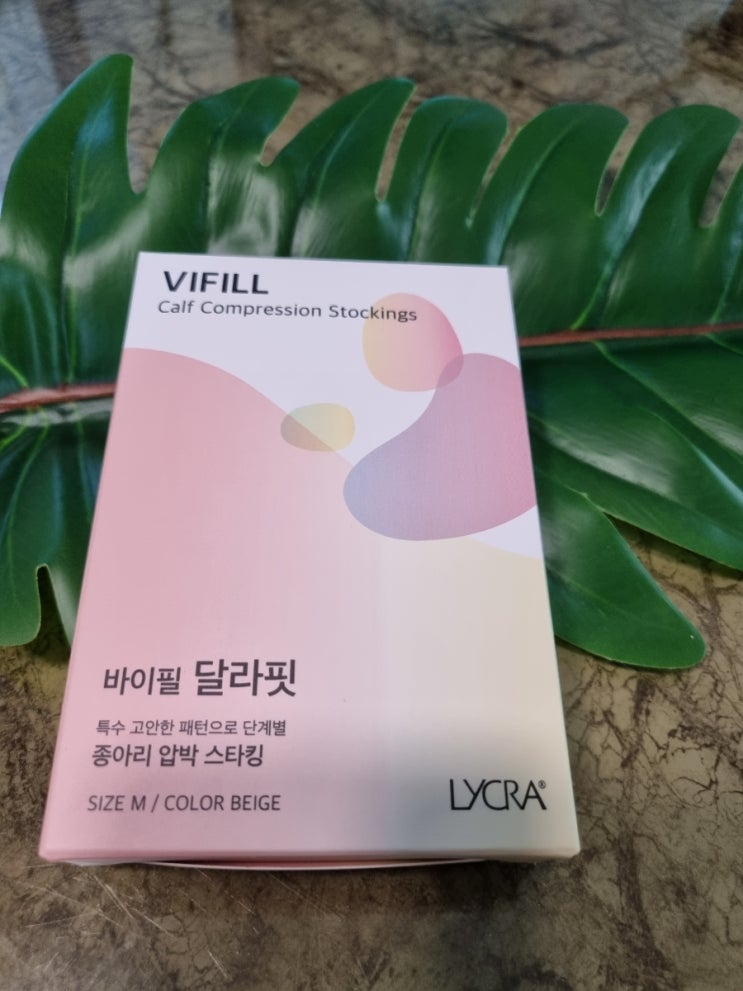 VIFILL
Calf Compression Stockings
바이필 달라핏
특수 고안한 패턴으로 단계별
종아리 압박 스타킹
SIZE M / COLOR BEIGE
LYCRA®